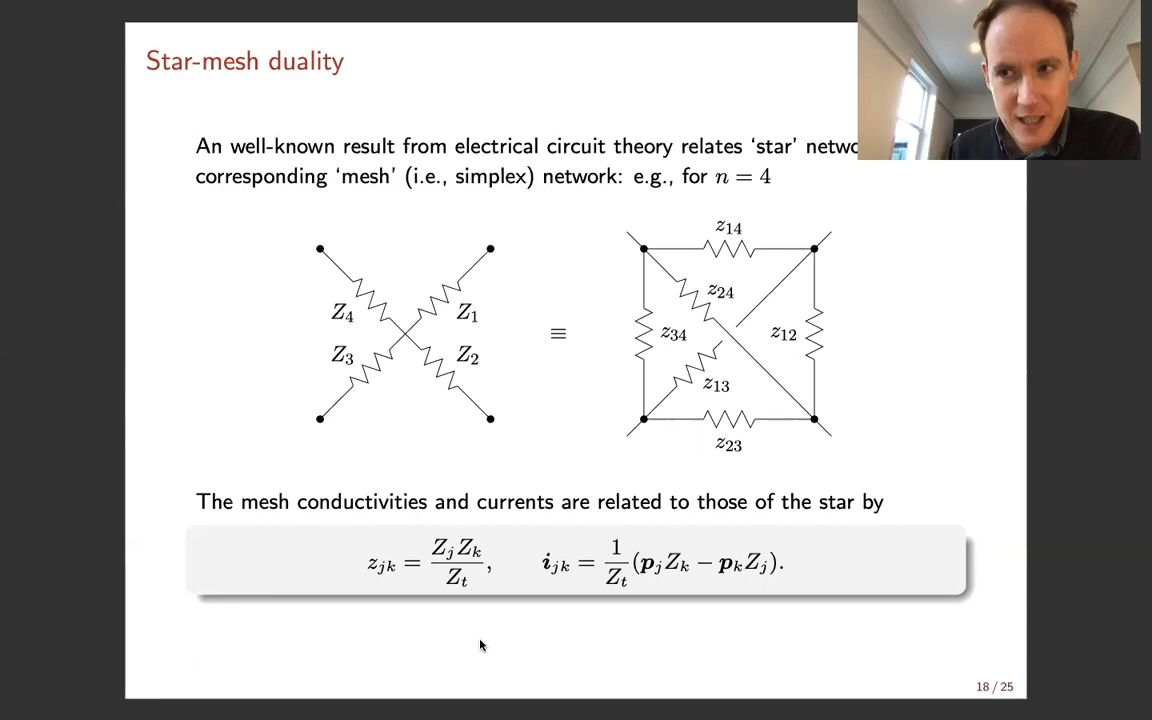 Star-mesh duality
An well-known result from electrical circuit theory relates ‘star’
corresponding ‘mesh’ (i.e., simplex) network: e.g., for n = 4
z14
Z4
Z1
z24
z34
z12
Z3
Z2
≡
z13
z23
The mesh conductivities and currents are related to those of the star by
z_jk = Z_j Z_k / Z_t, i_jk = 1/Z_t (p_j Z_k − p_k Z_j).
18 / 25